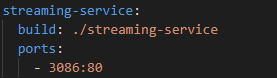 streaming-service:
  build: ./streaming-service
  ports:
    - 3086:80